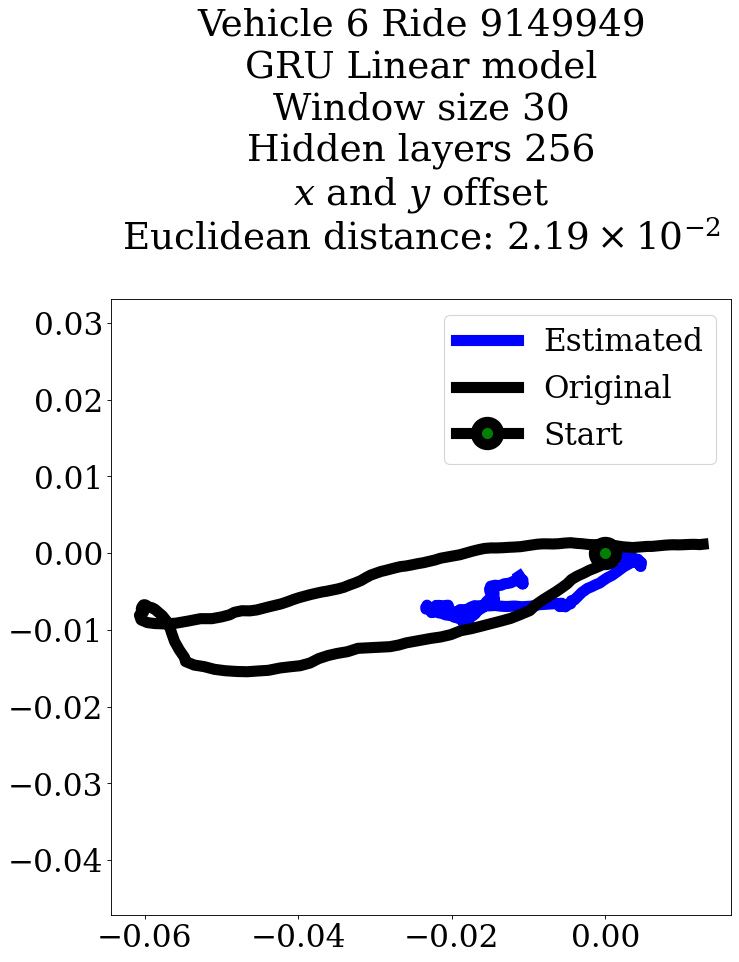 Vehicle 6 Ride 9149949
GRU Linear model
Window size 30
Hidden layers 256
x and y offset
Euclidean distance: 2.19 × 10⁻²
Estimated
Original
Start
0.03
0.02
0.01
0.00
−0.01
−0.02
−0.03
−0.04
−0.06 −0.04 −0.02 0.00